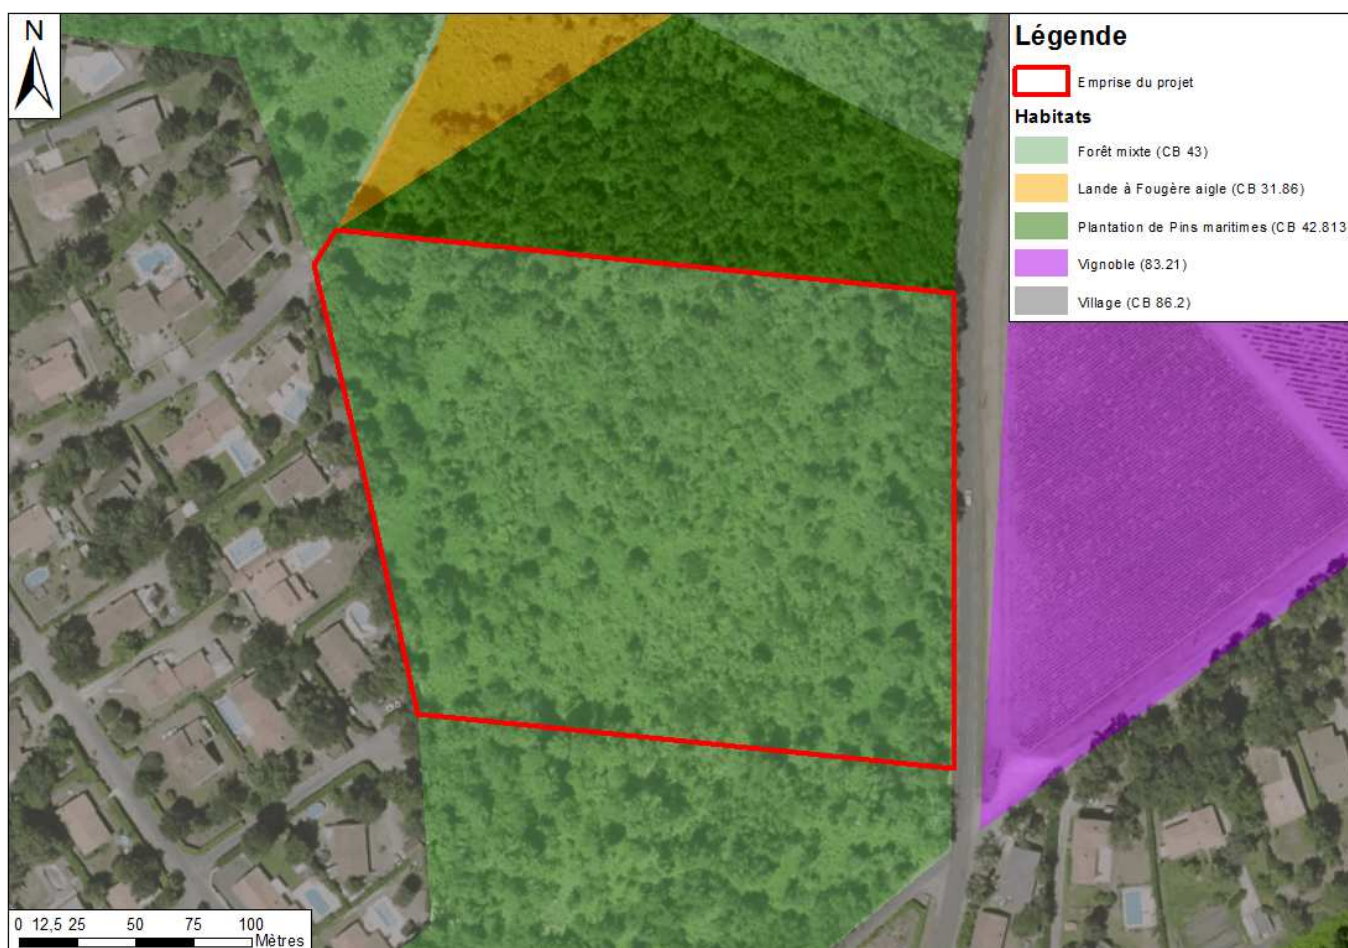 N
Légende
Emprise du projet
Habitats
Forêt mixte (CB 43)
Lande à Fougère aigle (CB 31.86)
Plantation de Pins maritimes (CB 42.813
Vignoble (83.21)
Village (CB 86.2)
0 12,5 25 50 75 100
Mètres